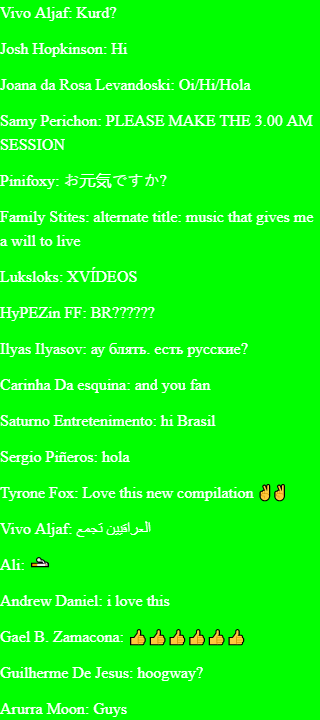 Vivo Aljaf: Kurd?
Josh Hopkinson: Hi
Joana da Rosa Levandoski: Oi/Hi/Hola
Samy Perichon: PLEASE MAKE THE 3.00 AM
SESSION
Pinifoxy: お元気ですか?
Family Stites: alternate title: music that gives me
a will to live
Luksloks: XVÍDEOS
HyPEZin FF: BR??????
Ilyas Ilyasov: ау блять. есть русские?
Carinha Da esquina: and you fan
Saturno Entretenimento: hi Brasil
Sergio Piñeros: hola
Tyrone Fox: Love this new compilation ✌✌
Vivo Aljaf: المراقبين تجمع
Ali:
Andrew Daniel: i love this
Gael B. Zamacona: 👍👍👍👍👍👍
Guilherme De Jesus: hoogway?
Arurra Moon: Guys